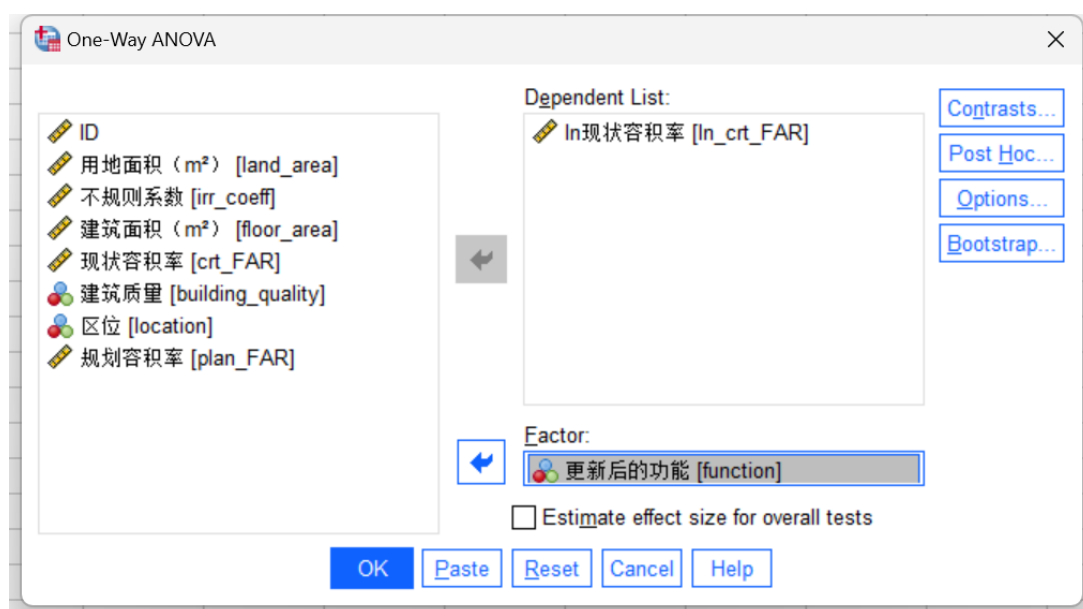 One-Way ANOVA
ID
用地面积（m²） [land_area]
不规则系数 [irr_coeff]
建筑面积（m²） [floor_area]
现状容积率 [crt_FAR]
建筑质量 [building_quality]
区位 [location]
规划容积率 [plan_FAR]
Dependent List:
ln现状容积率 [ln_crt_FAR]
Factor:
更新后的功能 [function]
Estimate effect size for overall tests
Contrasts...
Post Hoc...
Options...
Bootstrap...
OK
Paste
Reset
Cancel
Help